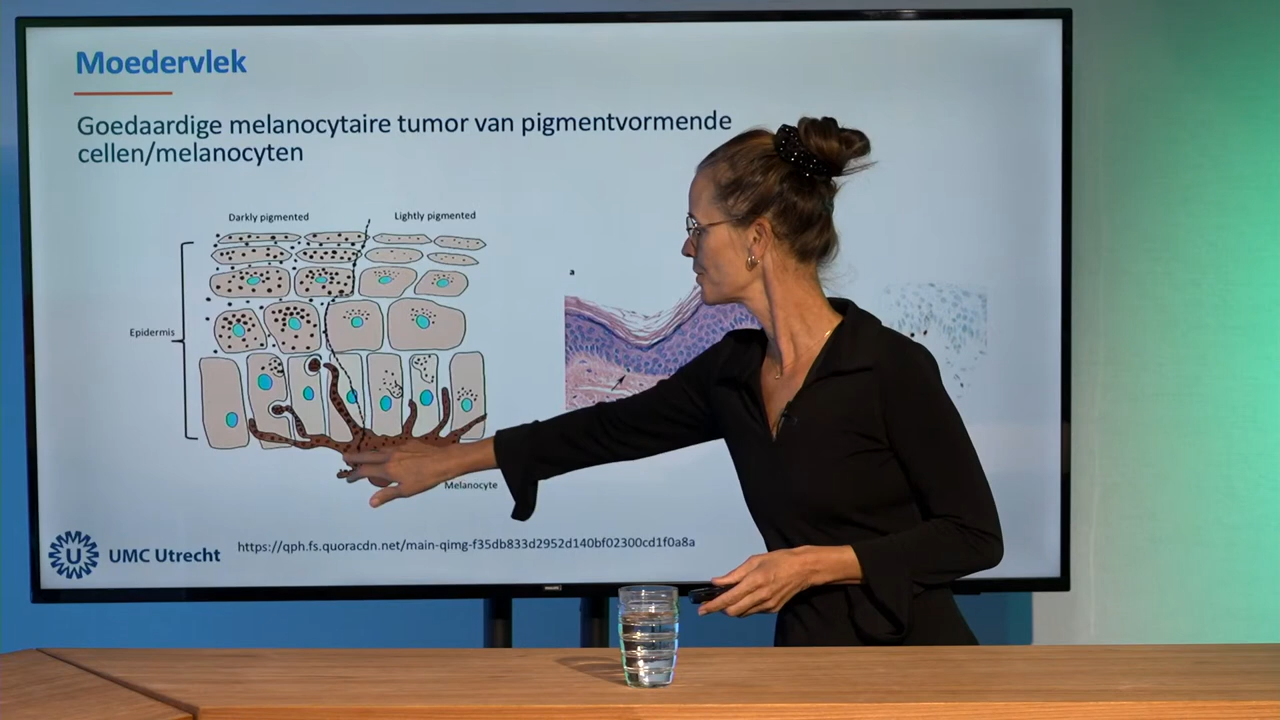 Moedervlek
Goedaardige melanocytaire tumor van pigmentvormende
cellen/melanocyten
Darkly pigmented
Lightly pigmented
a
Epidermis
Melanocyte
U
UMC Utrecht
https://qph.fs.quoracdn.net/main-qimg-f35db833d2952d140bf02300cd1f0a8a
PHILIPS